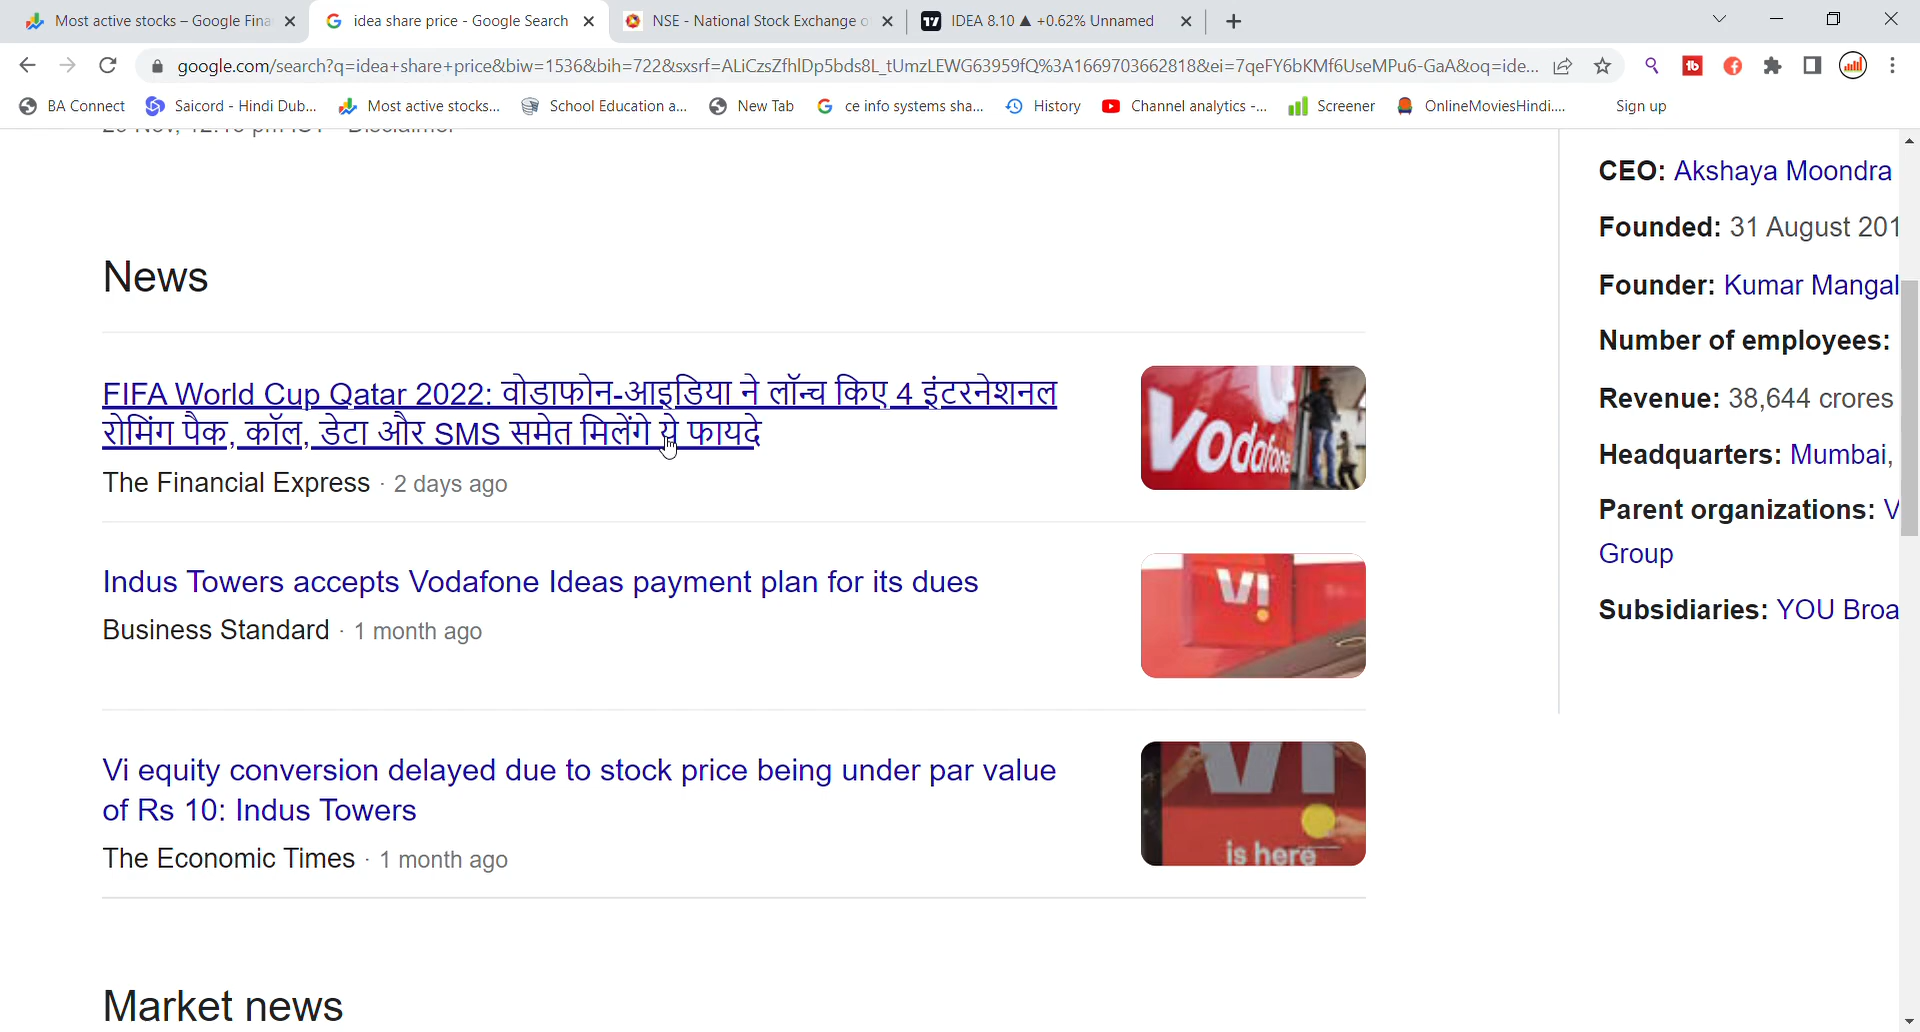 Most active stocks – Google Fina
idea share price - Google Search
NSE - National Stock Exchange o
IDEA 8.10 ▲ +0.62% Unnamed
google.com/search?q=idea+share+price&biw=1536&bih=722&sxsrf=ALiCzsZfhlDp5bds8L_tUmzLEWG63959fQ%3A1669703662818&ei=7qeFY6bKMf6UseMPu6-GaA&oq=ide...
BA Connect
Saicord - Hindi Dub...
Most active stocks...
School Education a...
New Tab
ce info systems sha...
History
Channel analytics -...
Screener
OnlineMoviesHindi....
Sign up
News
FIFA World Cup Qatar 2022: वोडाफोन-आइडिया ने लॉन्च किए 4 इंटरनेशनल
रोमिंग पैक, कॉल, डेटा और SMS समेत मिलेंगे ये फायदे
The Financial Express · 2 days ago
Vodafone
Indus Towers accepts Vodafone Ideas payment plan for its dues
Business Standard · 1 month ago
VI
Vi equity conversion delayed due to stock price being under par value
of Rs 10: Indus Towers
The Economic Times · 1 month ago
VI
is here
Market news
CEO: Akshaya Moondra
Founded: 31 August 201
Founder: Kumar Mangal
Number of employees:
Revenue: 38,644 crores
Headquarters: Mumbai,
Parent organizations: V
Group
Subsidiaries: YOU Broa